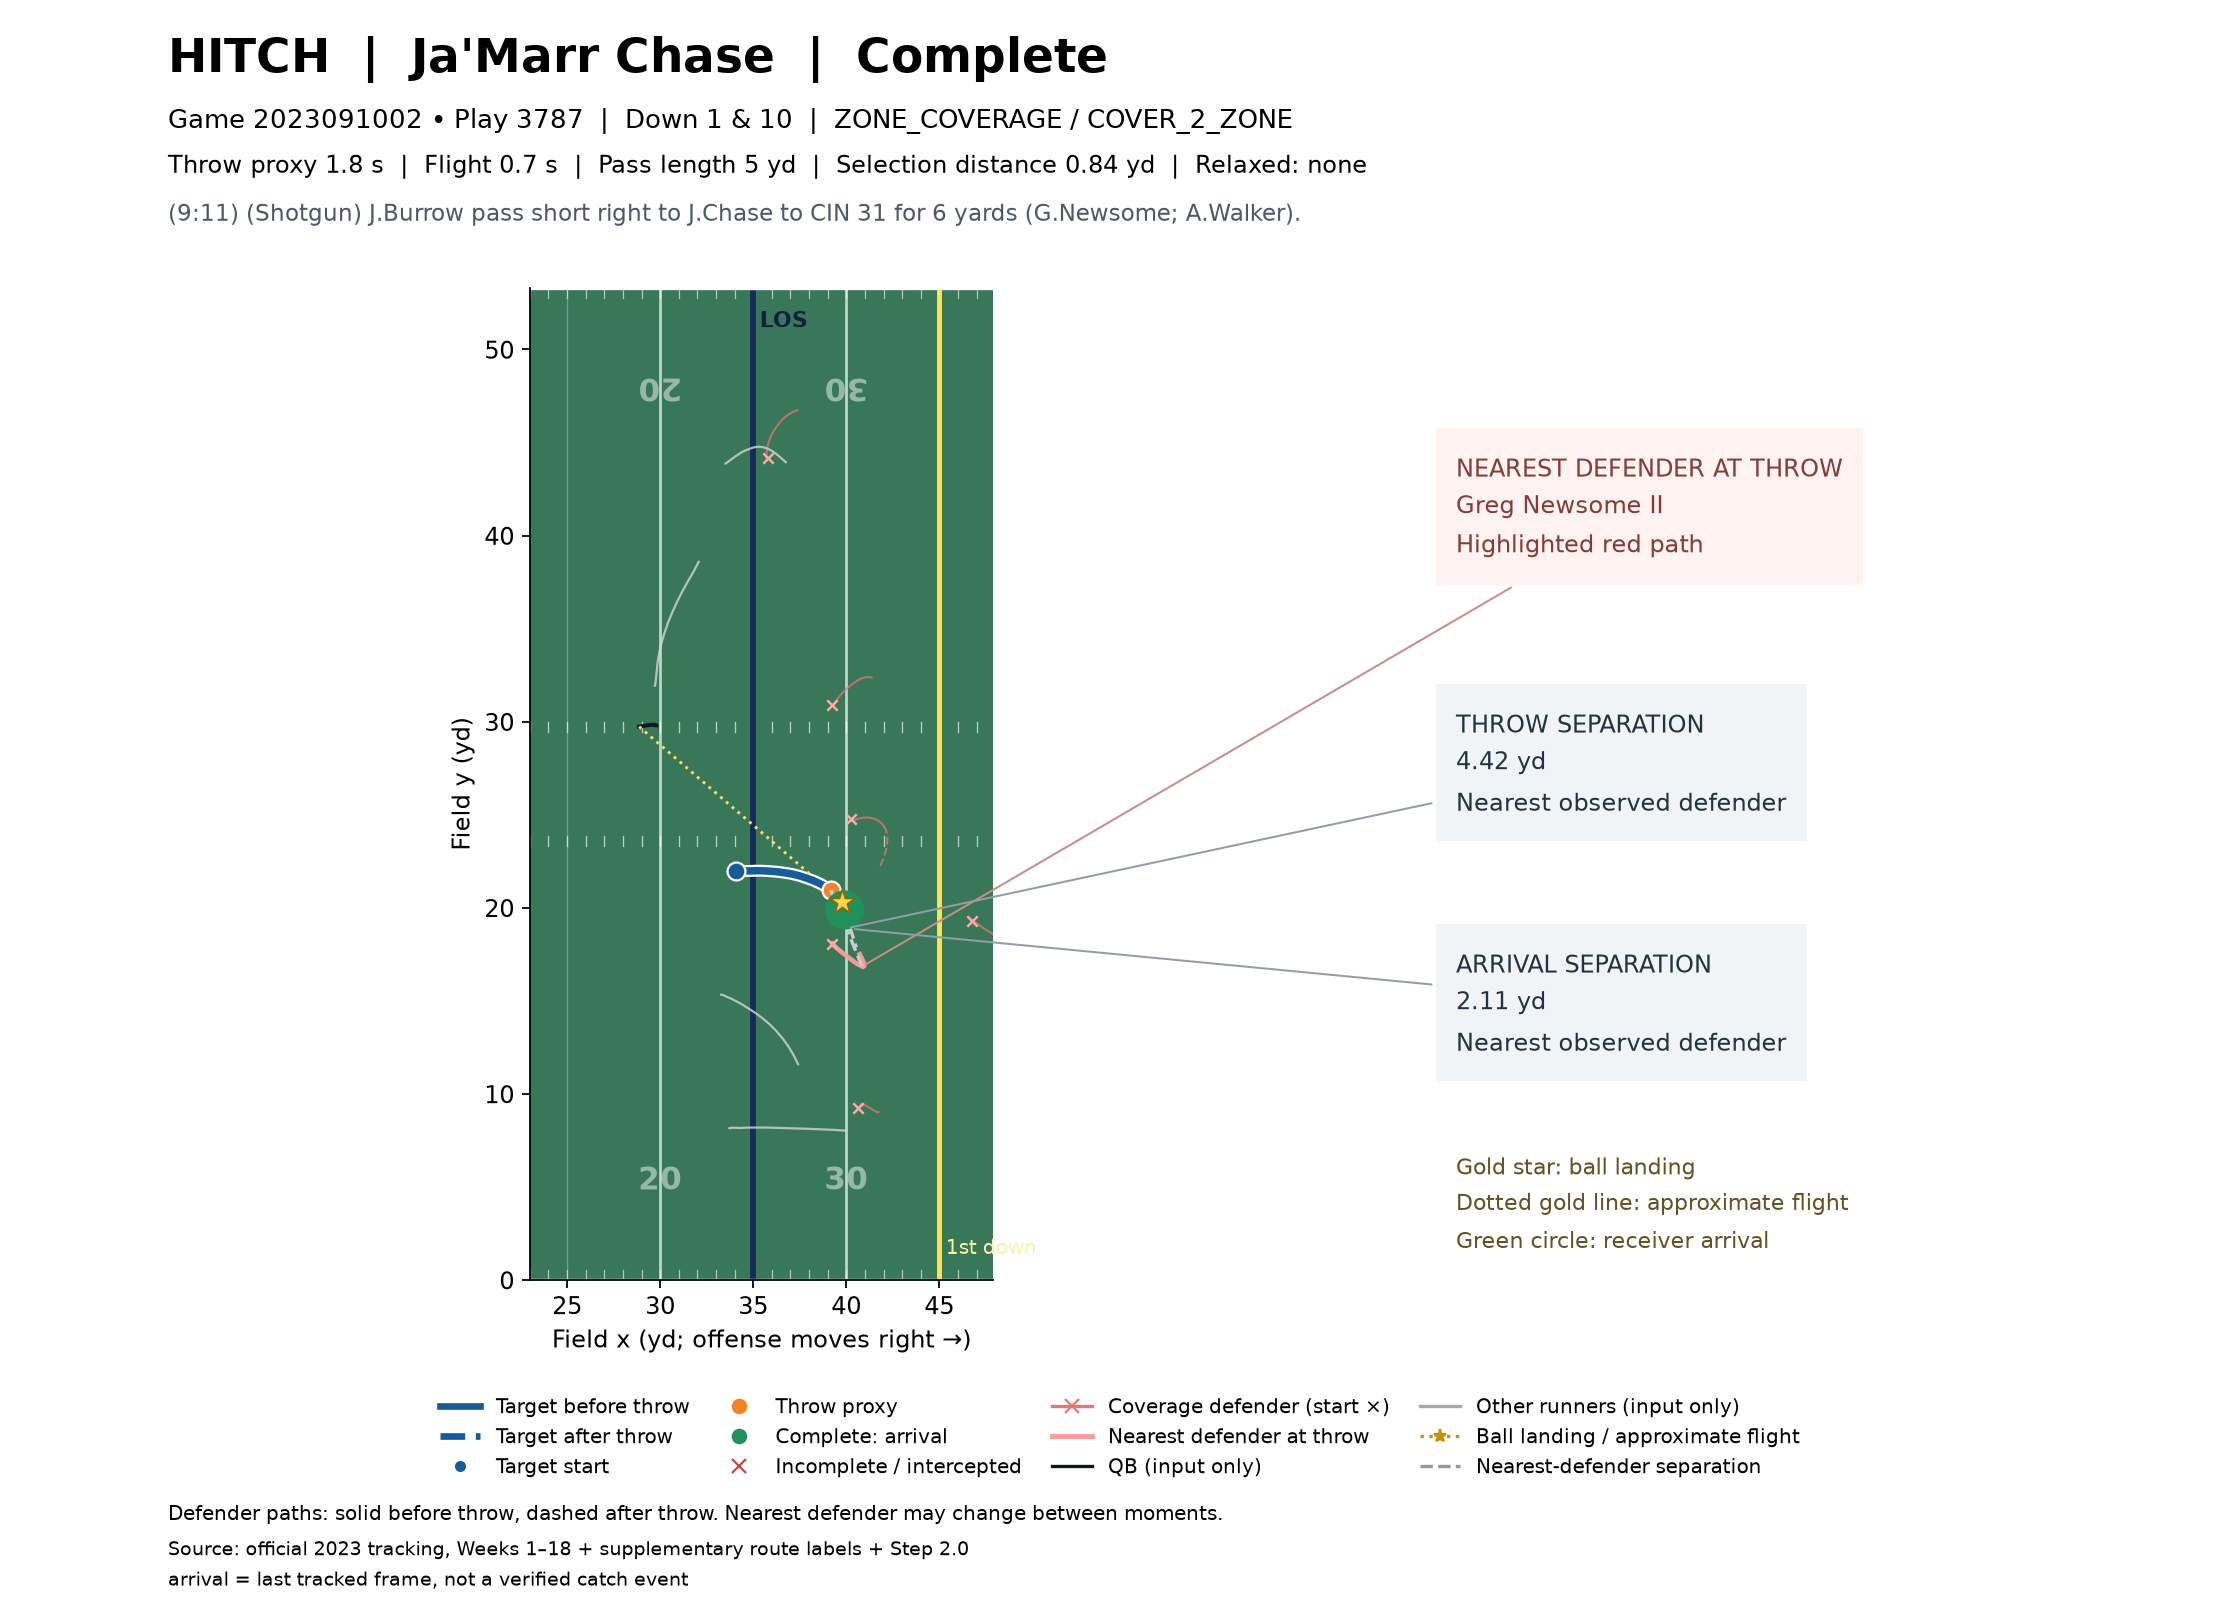 HITCH | Ja'Marr Chase | Complete
Game 2023091002 • Play 3787 | Down 1 & 10 | ZONE_COVERAGE / COVER_2_ZONE
Throw proxy 1.8 s | Flight 0.7 s | Pass length 5 yd | Selection distance 0.84 yd | Relaxed: none
(9:11) (Shotgun) J.Burrow pass short right to J.Chase to CIN 31 for 6 yards (G.Newsome; A.Walker).
LOS
50
20 30
40
30
20
10
0
Field y (yd)
20 30
1st down
25 30 35 40 45
Field x (yd; offense moves right →)
NEAREST DEFENDER AT THROW
Greg Newsome II
Highlighted red path
THROW SEPARATION
4.42 yd
Nearest observed defender
ARRIVAL SEPARATION
2.11 yd
Nearest observed defender
Gold star: ball landing
Dotted gold line: approximate flight
Green circle: receiver arrival
Target before throw
Target after throw
Target start
Throw proxy
Complete: arrival
Incomplete / intercepted
Coverage defender (start ×)
Nearest defender at throw
QB (input only)
Other runners (input only)
Ball landing / approximate flight
Nearest-defender separation
Defender paths: solid before throw, dashed after throw. Nearest defender may change between moments.
Source: official 2023 tracking, Weeks 1–18 + supplementary route labels + Step 2.0
arrival = last tracked frame, not a verified catch event